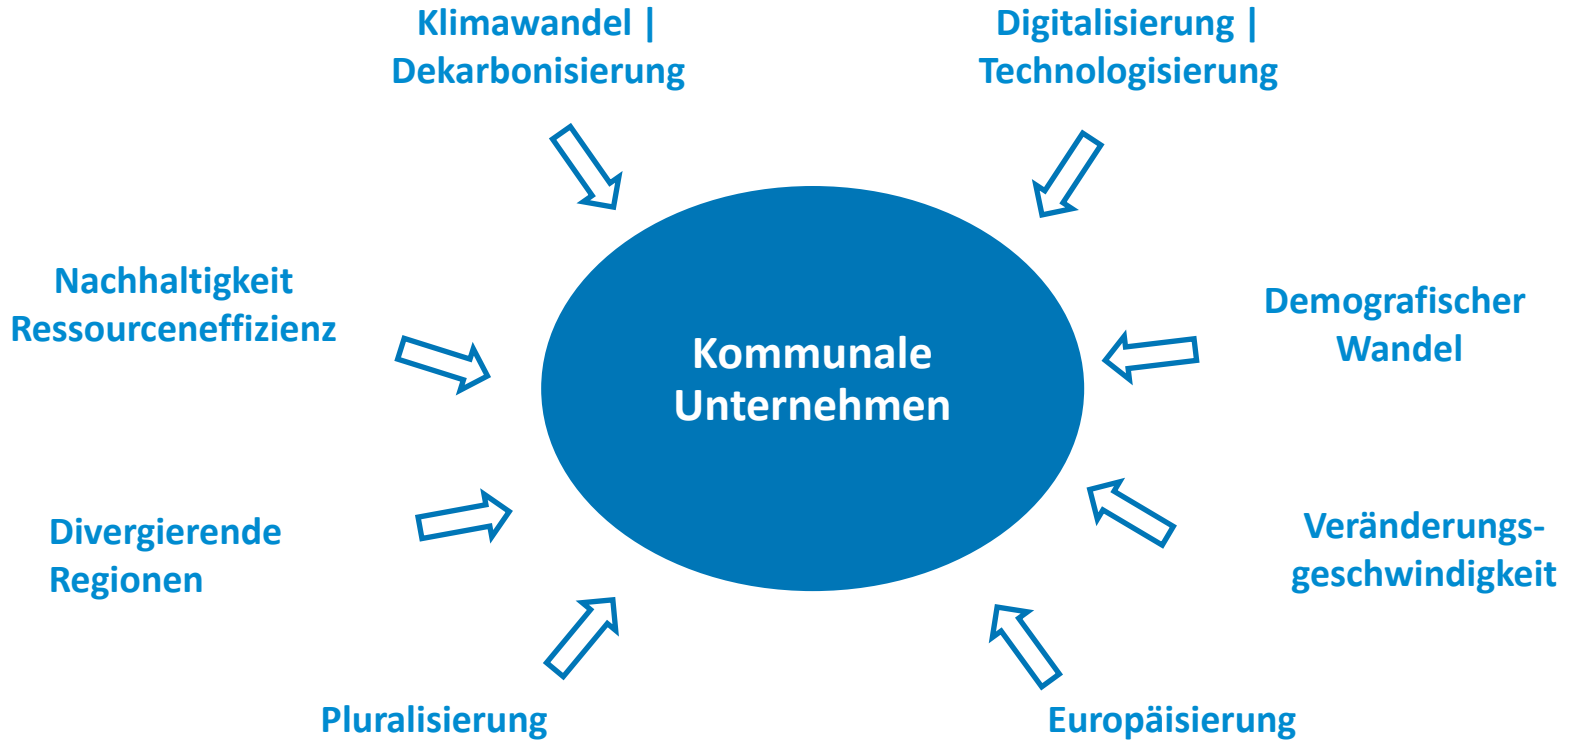 Klimawandel |
Dekarbonisierung
Digitalisierung |
Technologisierung
Nachhaltigkeit
Ressourceneffizienz
Demografischer
Wandel
Kommunale
Unternehmen
Divergierende
Regionen
Veränderungs-
geschwindigkeit
Pluralisierung
Europäisierung